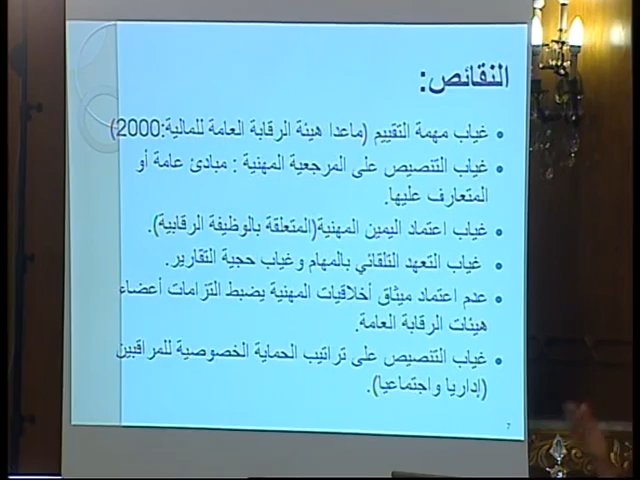 النقائص:
• غياب مهمة التقييم (ماعدا هيئة الرقابة العامة للمالية:2000)
• غياب التنصيص على المرجعية المهنية : مبادئ عامة أو
المتعارف عليها.
• غياب اعتماد اليمين المهنية(المتعلقة بالوظيفة الرقابية).
• غياب التعهد التلقائي بالمهام وغياب حجية التقارير.
• عدم اعتماد ميثاق أخلاقيات المهنية يضبط التزامات أعضاء
هيئات الرقابة العامة.
• غياب التنصيص على تراتيب الحماية الخصوصية للمراقبين
(إداريا واجتماعيا).
7